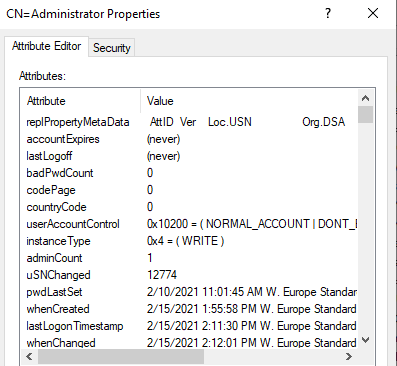 CN=Administrator Properties ? ×
Attribute Editor Security
Attributes:
Attribute Value
replPropertyMetaData AttID Ver Loc.USN Org.DSA
accountExpires (never)
lastLogoff (never)
badPwdCount 0
codePage 0
countryCode 0
userAccountControl 0x10200 = ( NORMAL_ACCOUNT | DONT_
instanceType 0x4 = ( WRITE )
adminCount 1
uSNChanged 12774
pwdLastSet 2/10/2021 11:01:45 AM W. Europe Standard
whenCreated 2/15/2021 1:55:58 PM W. Europe Standard
lastLogonTimestamp 2/15/2021 2:11:30 PM W. Europe Standard
whenChanged 2/15/2021 2:12:01 PM W. Europe Standard